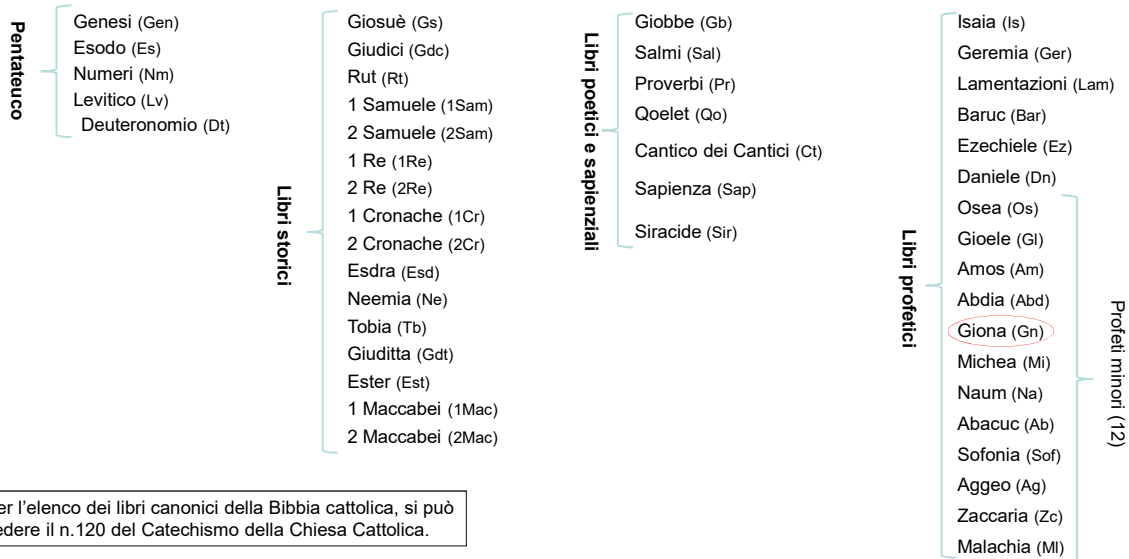 Pentateuco
Genesi (Gen)
Esodo (Es)
Numeri (Nm)
Levitico (Lv)
Deuteronomio (Dt)
Libri storici
Giosuè (Gs)
Giudici (Gdc)
Rut (Rt)
1 Samuele (1Sam)
2 Samuele (2Sam)
1 Re (1Re)
2 Re (2Re)
1 Cronache (1Cr)
2 Cronache (2Cr)
Esdra (Esd)
Neemia (Ne)
Tobia (Tb)
Giuditta (Gdt)
Ester (Est)
1 Maccabei (1Mac)
2 Maccabei (2Mac)
Libri poetici e sapienziali
Giobbe (Gb)
Salmi (Sal)
Proverbi (Pr)
Qoelet (Qo)
Cantico dei Cantici (Ct)
Sapienza (Sap)
Siracide (Sir)
Libri profetici
Isaia (Is)
Geremia (Ger)
Lamentazioni (Lam)
Baruc (Bar)
Ezechiele (Ez)
Daniele (Dn)
Osea (Os)
Gioele (Gl)
Amos (Am)
Abdia (Abd)
Giona (Gn)
Michea (Mi)
Naum (Na)
Abacuc (Ab)
Sofonia (Sof)
Aggeo (Ag)
Zaccaria (Zc)
Malachia (Ml)
Profeti minori (12)
er l’elenco dei libri canonici della Bibbia cattolica, si può
edere il n.120 del Catechismo della Chiesa Cattolica.